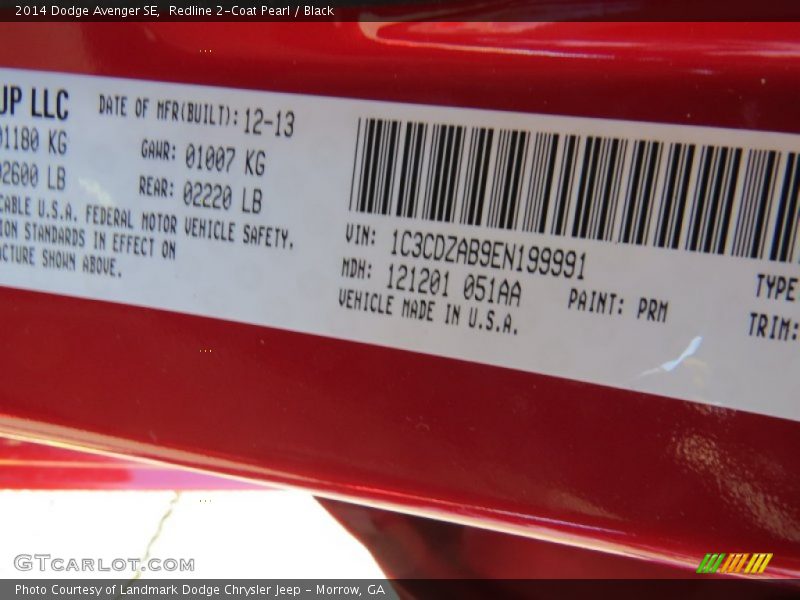 2014 Dodge Avenger SE, Redline 2-Coat Pearl / Black
UP LLC
DATE OF MFR(BUILT): 12-13
01180 KG
GAWR: 01007 KG
02600 LB
REAR: 02220 LB
CABLE U.S.A. FEDERAL MOTOR VEHICLE SAFETY.
ION STANDARDS IN EFFECT ON
ACTURE SHOWN ABOVE.
VIN: 1C3CDZAB9EN199991
MDH: 121201 051AA
PAINT: PRM
TYPE
VEHICLE MADE IN U.S.A.
TRIM:
GTcarlot.com
Photo Courtesy of Landmark Dodge Chrysler Jeep - Morrow, GA